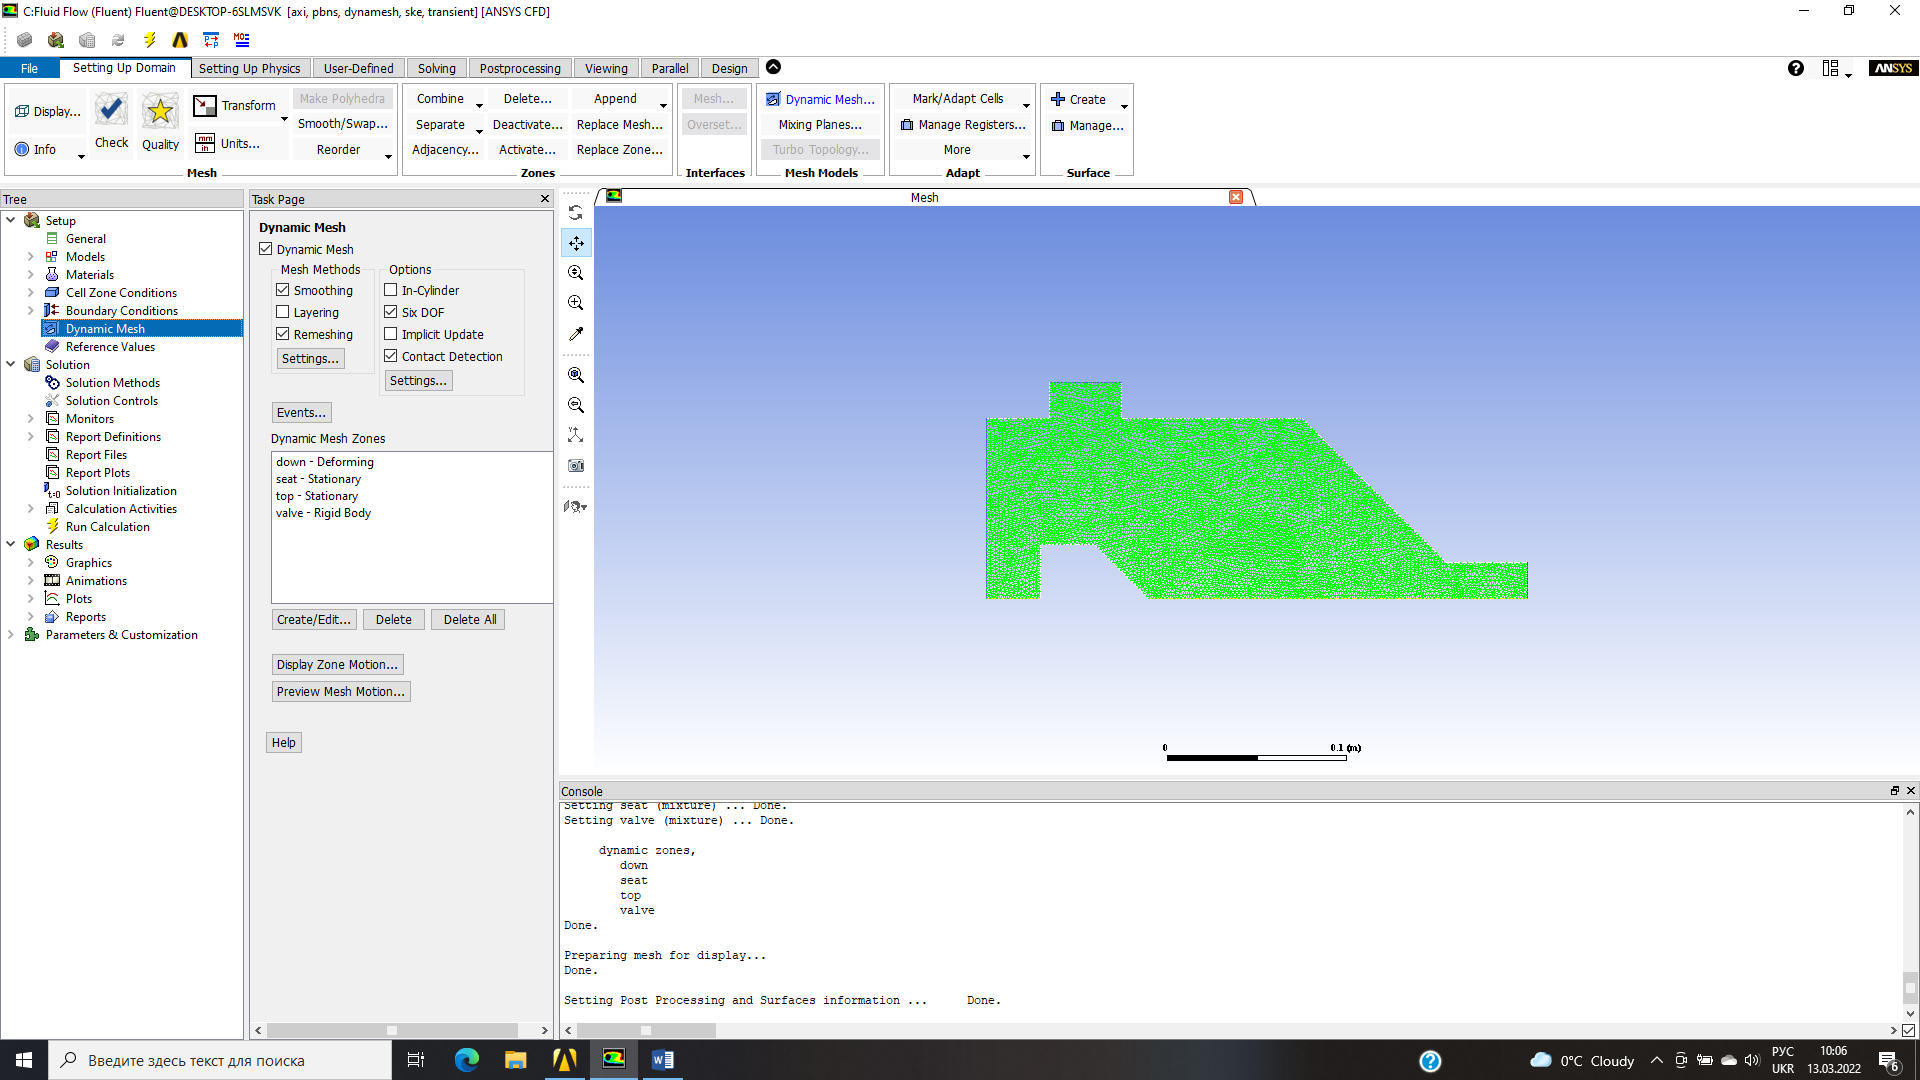 C:Fluid Flow (Fluent) Fluent@DESKTOP-6SLMSVK [axi, pbns, dynamesh, ske, transient] [ANSYS CFD]
File
Setting Up Domain
Setting Up Physics
User-Defined
Solving
Postprocessing
Viewing
Parallel
Design
ANSYS
Display...
Info
Check
Quality
Transform
Units...
Make Polyhedra
Smooth/Swap...
Reorder
Mesh
Combine
Separate
Adjacency...
Delete...
Deactivate...
Activate...
Append
Replace Mesh...
Replace Zone...
Zones
Mesh...
Overset...
Interfaces
Dynamic Mesh...
Mixing Planes...
Turbo Topology...
Mesh Models
Mark/Adapt Cells
Manage Registers...
More
Adapt
Create
Manage...
Surface
Tree
Setup
General
Models
Materials
Cell Zone Conditions
Boundary Conditions
Dynamic Mesh
Reference Values
Solution
Solution Methods
Solution Controls
Monitors
Report Definitions
Report Files
Report Plots
Solution Initialization
Calculation Activities
Run Calculation
Results
Graphics
Animations
Plots
Reports
Parameters & Customization
Task Page
Dynamic Mesh
Dynamic Mesh
Mesh Methods
Smoothing
Layering
Remeshing
Settings...
Options
In-Cylinder
Six DOF
Implicit Update
Contact Detection
Settings...
Events...
Dynamic Mesh Zones
down - Deforming
seat - Stationary
top - Stationary
valve - Rigid Body
Create/Edit...
Delete
Delete All
Display Zone Motion...
Preview Mesh Motion...
Help
Mesh
0
0.1 (m)
Console
Setting seat (mixture) ... Done.
Setting valve (mixture) ... Done.
dynamic zones,
down
seat
top
valve
Done.
Preparing mesh for display...
Done.
Setting Post Processing and Surfaces information ... Done.
Введите здесь текст для поиска
0°C Cloudy
РУС
UKR
10:06
13.03.2022
6